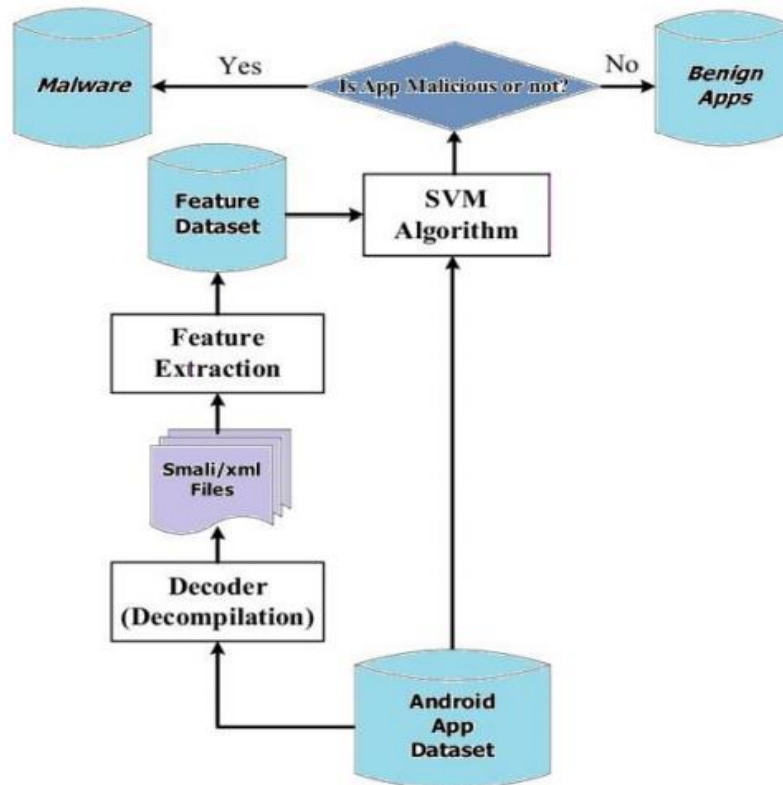 Malware
Yes
Is App Malicious or not?
No
Benign
Apps
Feature
Dataset
SVM
Algorithm
Feature
Extraction
Smali/xml
Files
Decoder
(Decompilation)
Android
App
Dataset